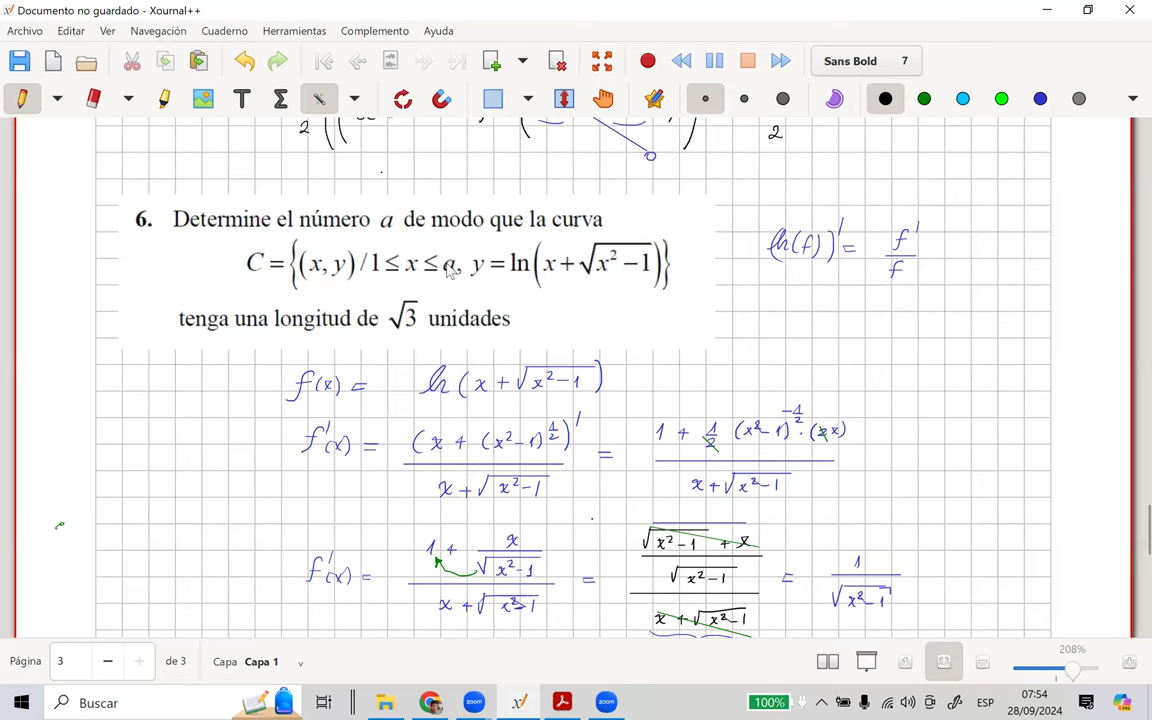 Documento no guardado - Xournal++
Archivo Editar Ver Navegación Cuaderno Herramientas Complemento Ayuda
Sans Bold 7
2 2
6. Determine el número a de modo que la curva
C = {(x, y) / 1 ≤ x ≤ a, y = ln(x + √(x² − 1))}
tenga una longitud de √3 unidades
(ln(f))' = f' / f
f(x) = ln(x + √(x² − 1))
f'(x) = (x + (x² − 1)^(1/2))' / (x + √(x² − 1)) = (1 + 1/2 (x² − 1)^(−1/2) · (2x)) / (x + √(x² − 1))
f'(x) = (1 + x/√(x² − 1)) / (x + √(x² − 1)) = ((√(x² − 1) + x) / √(x² − 1)) / (x + √(x² − 1)) = 1 / √(x² − 1)
Página 3 de 3 Capa Capa 1 208%
Buscar 100% ESP 07:54
28/09/2024